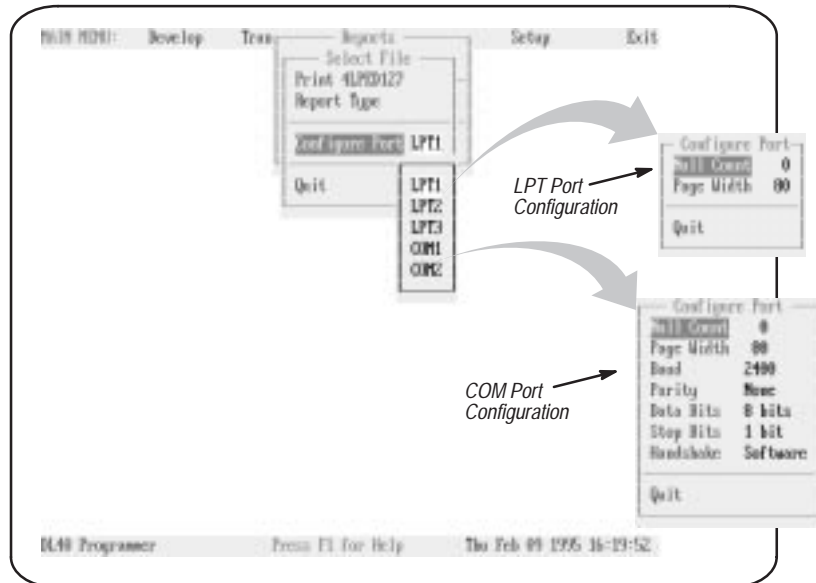 MAIN MENU: Develop Tran Reports Setup Exit
Select File
Print
Report Type
Configure Port LPT1
Quit
LPT1
LPT2
LPT3
COM1
COM2
LPT Port
Configuration
Configure Port
Null Count 0
Page Width 80
Quit
COM Port
Configuration
Configure Port
Null Count 0
Page Width 80
Baud 2400
Parity None
Data Bits 8 bits
Stop Bits 1 bit
Handshake Software
Quit
DL40 Programmer Press F1 for Help Thu Feb 09 1995 16:19:52